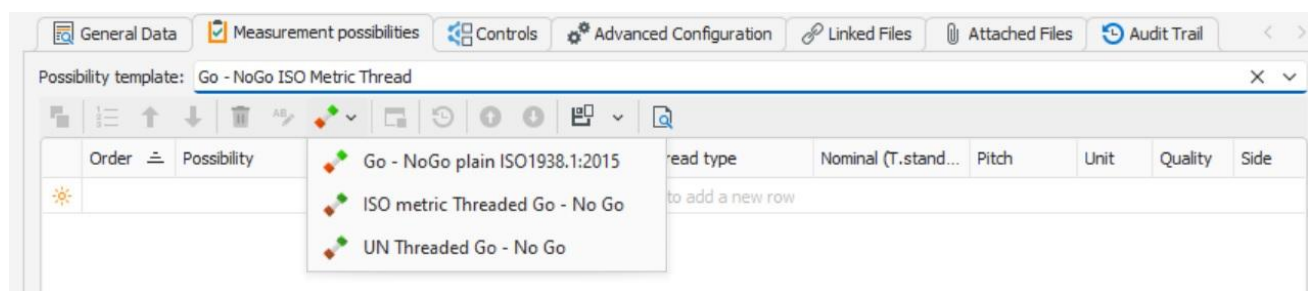 General Data Measurement possibilities Controls Advanced Configuration Linked Files Attached Files Audit Trail
Possibility template: Go - NoGo ISO Metric Thread
Order Possibility read type Nominal (T.stand... Pitch Unit Quality Side
to add a new row
Go - NoGo plain ISO1938.1:2015
ISO metric Threaded Go - No Go
UN Threaded Go - No Go